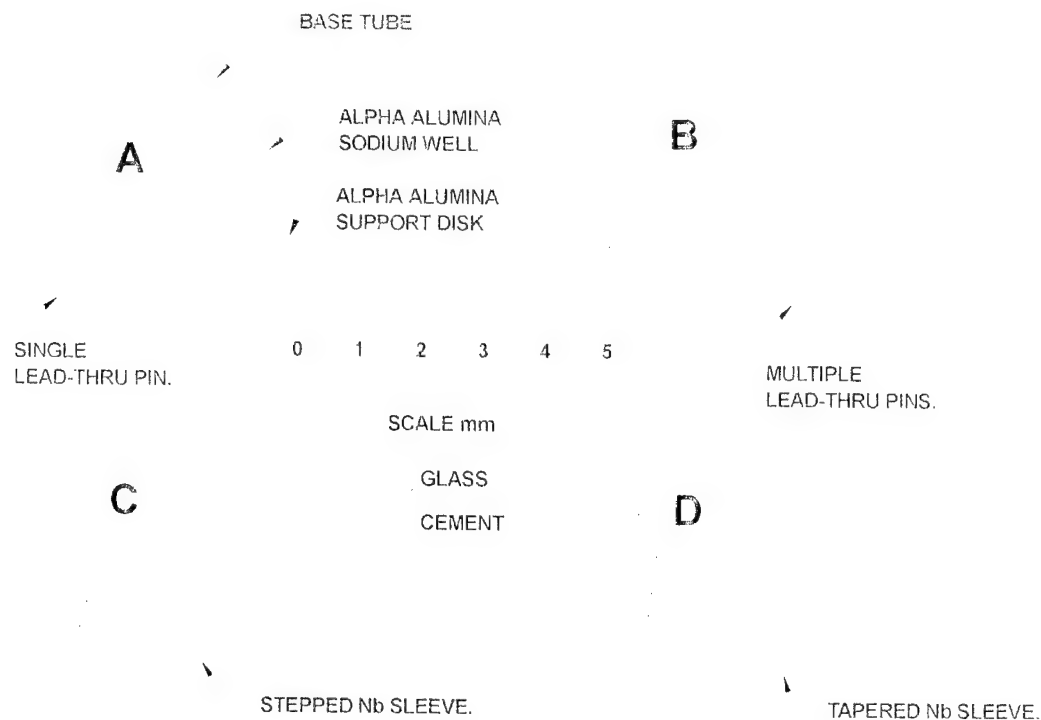 BASE TUBE
ALPHA ALUMINA
SODIUM WELL
A
B
ALPHA ALUMINA
SUPPORT DISK
SINGLE
LEAD-THRU PIN.
0 1 2 3 4 5
MULTIPLE
LEAD-THRU PINS.
SCALE mm
GLASS
C
D
CEMENT
STEPPED Nb SLEEVE.
TAPERED Nb SLEEVE.